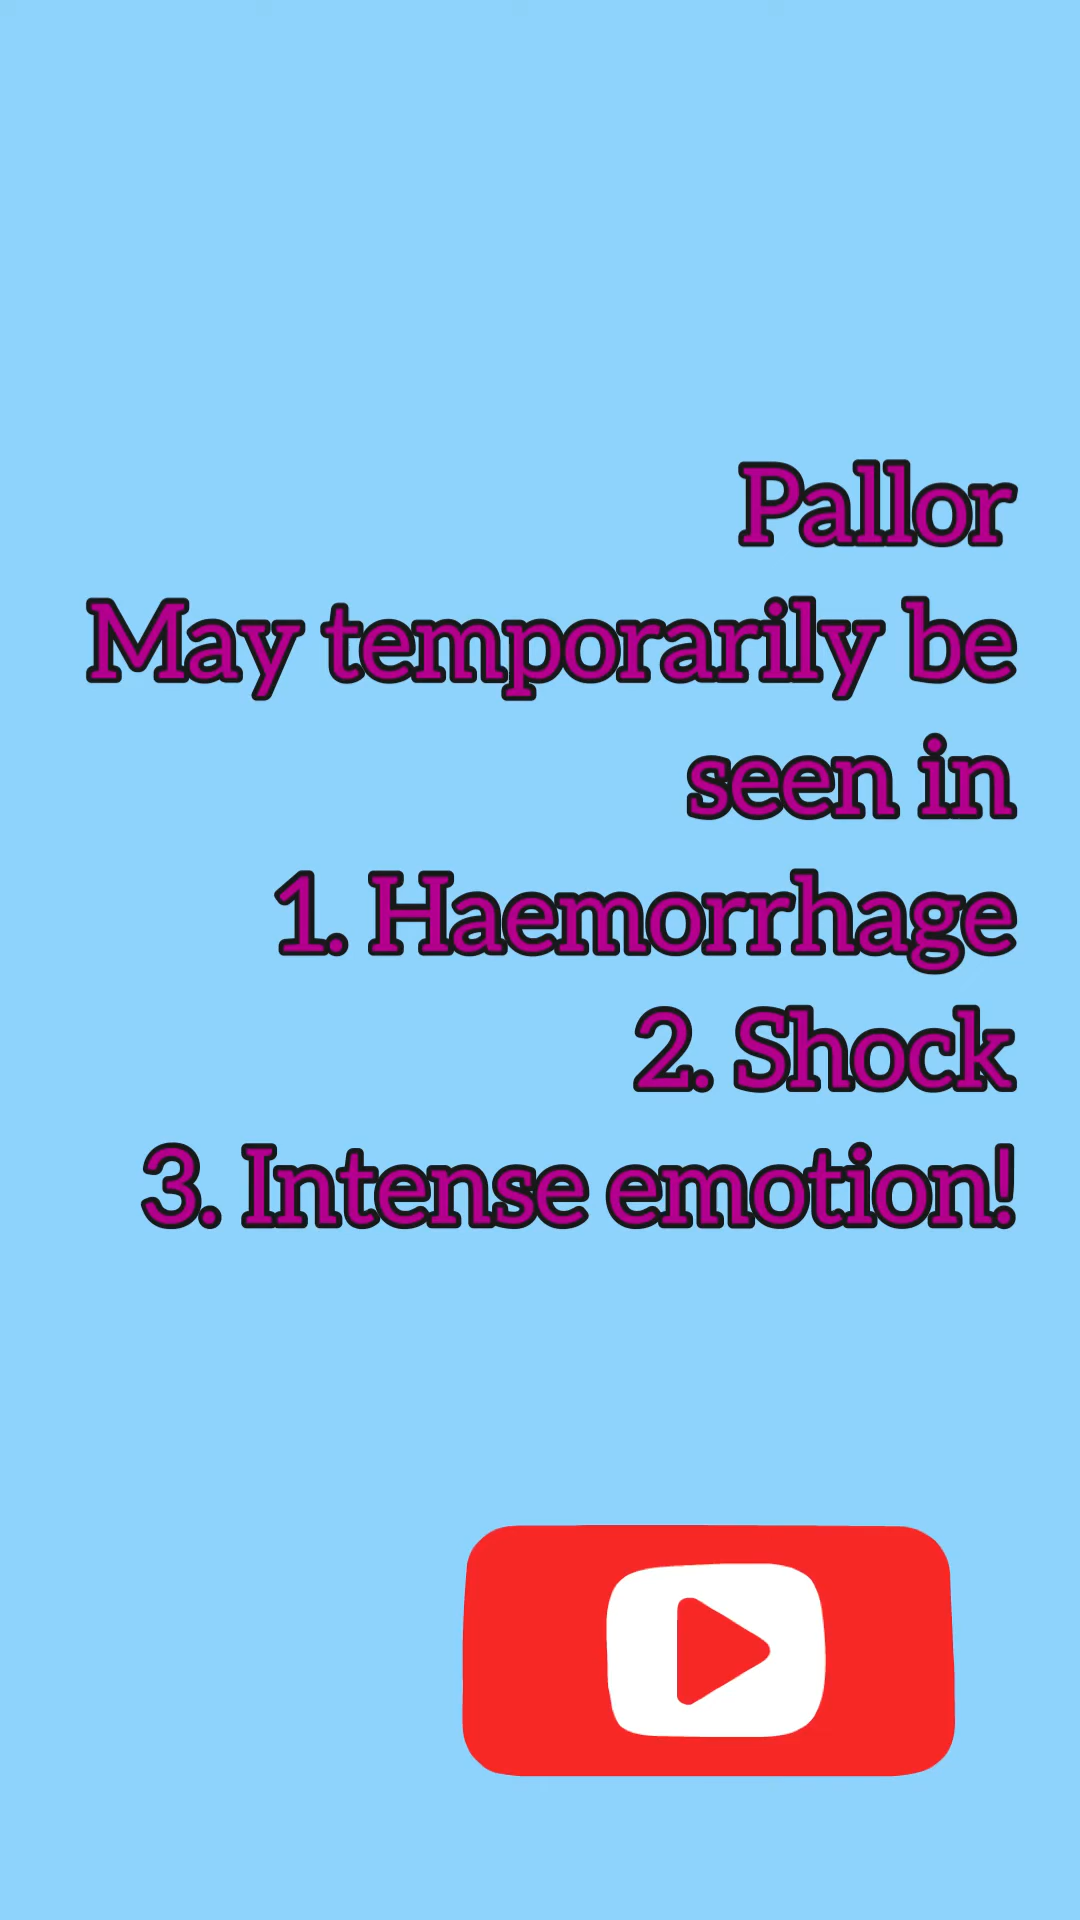 Pallor
May temporarily be
seen in
1. Haemorrhage
2. Shock
3. Intense emotion!